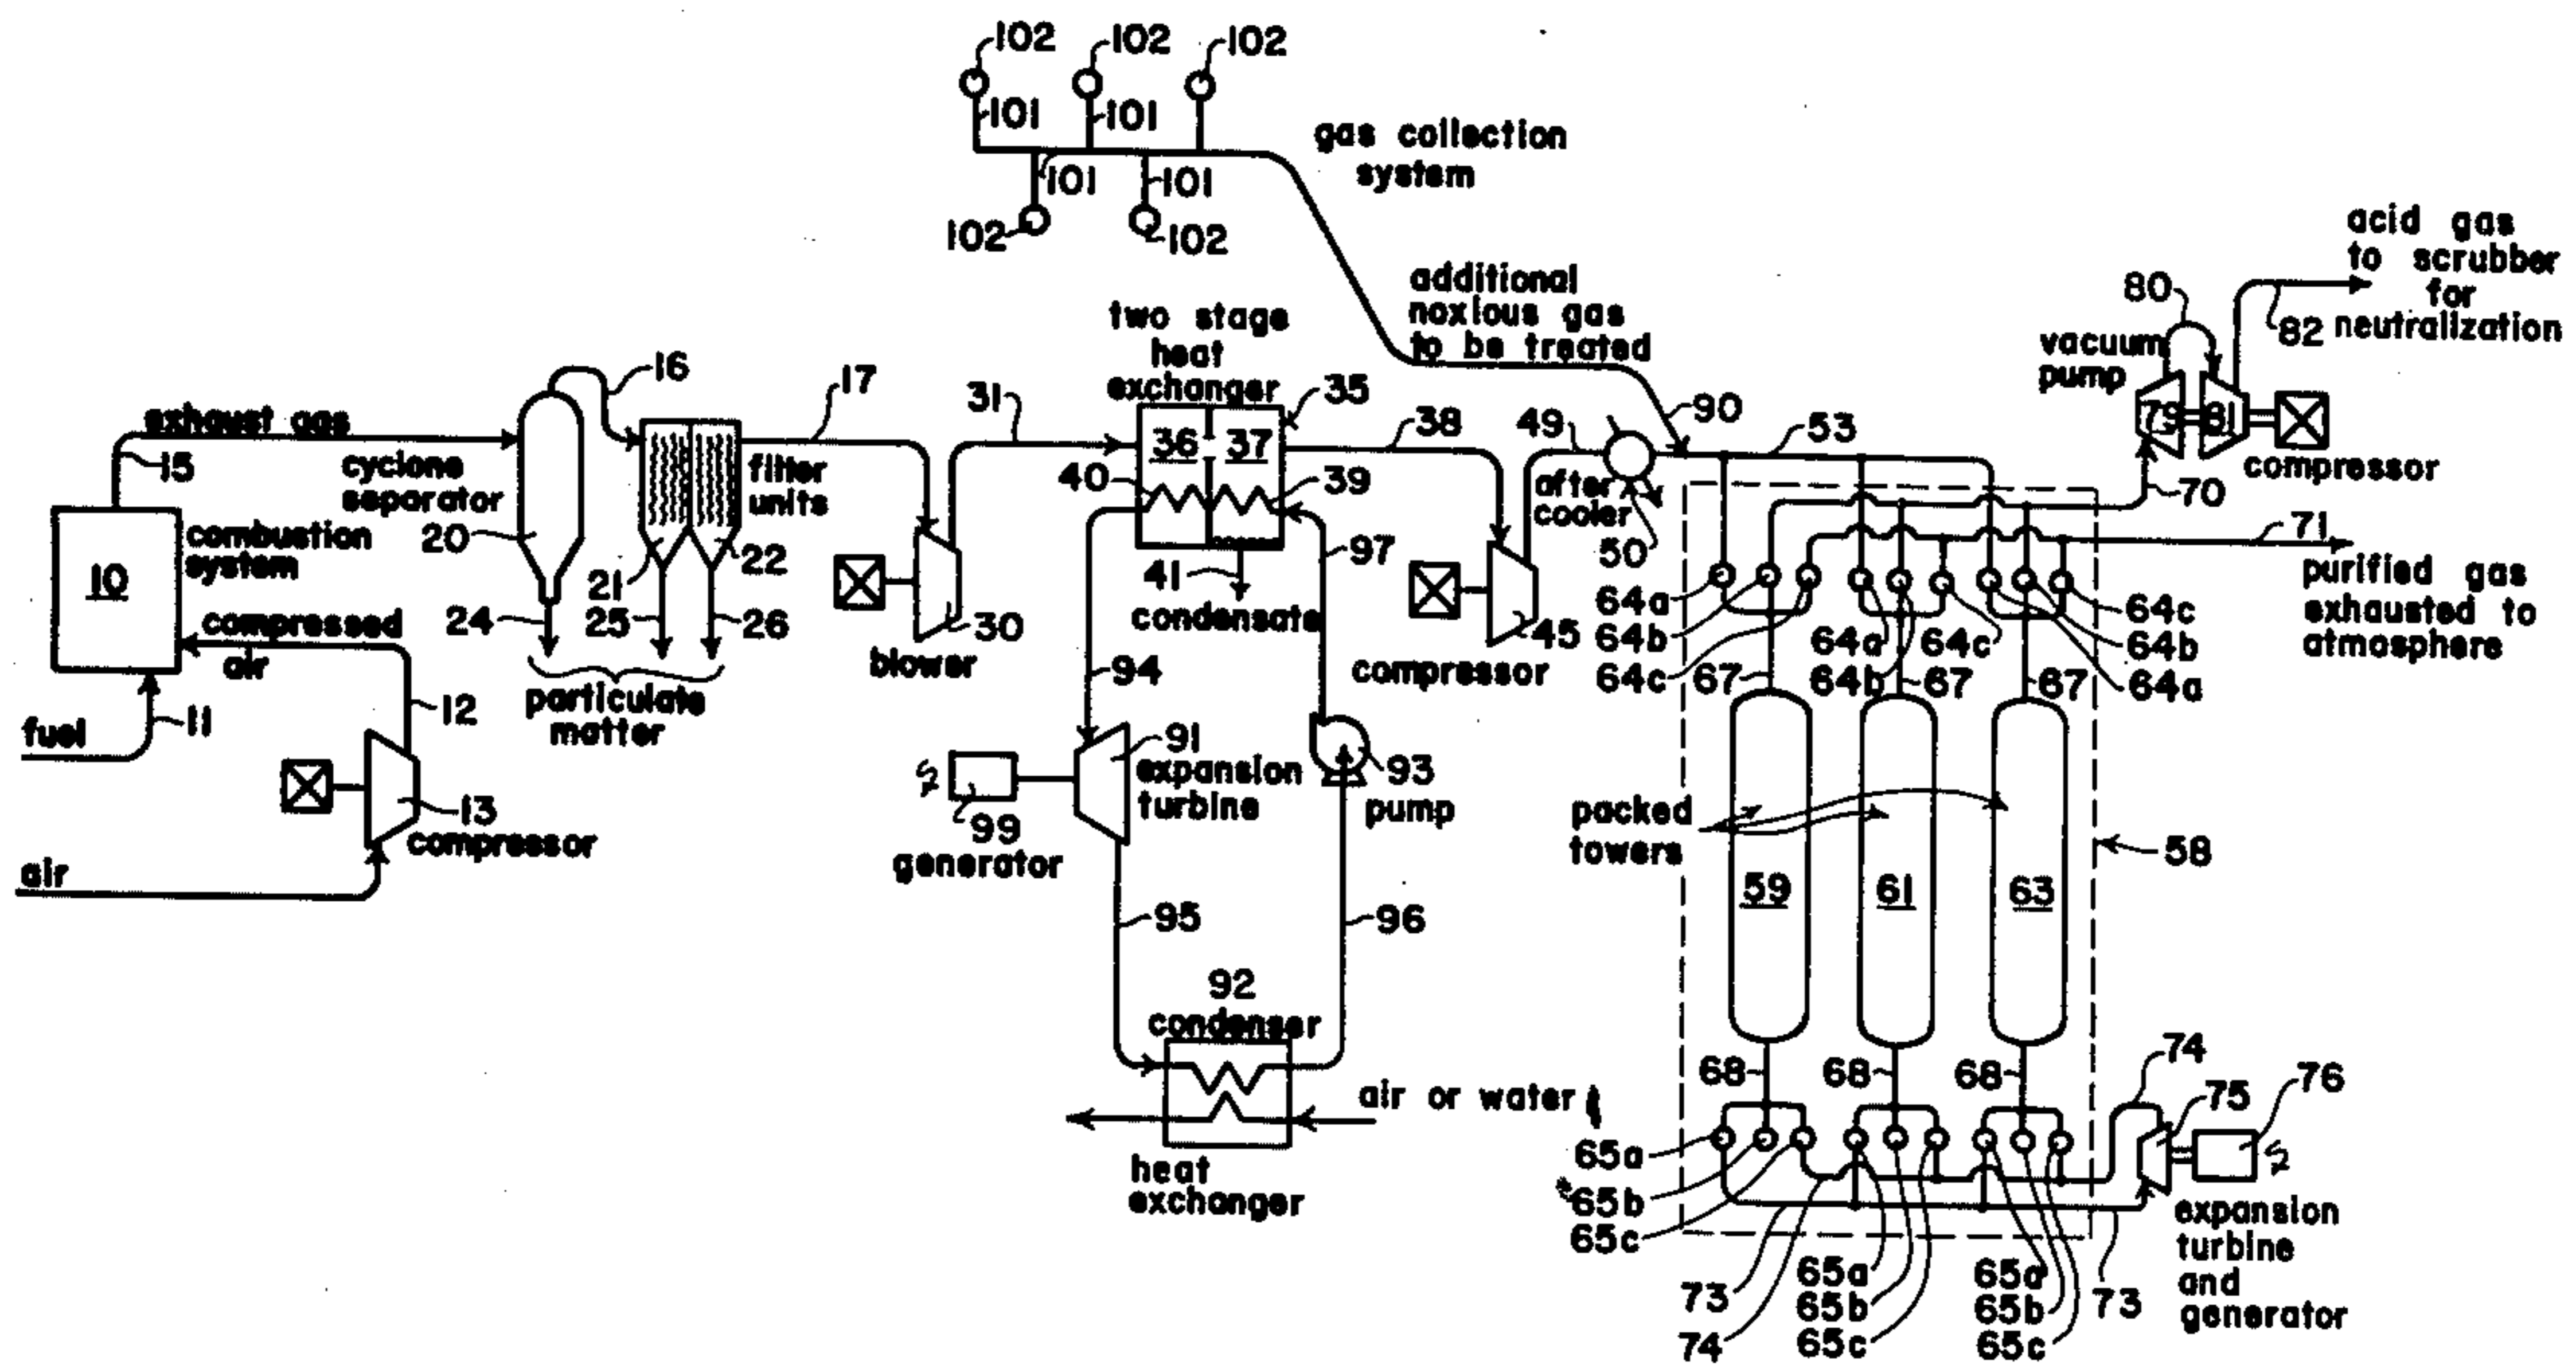 102
102
102
101
101
101
101
102
102
gas collection
system
additional
noxious gas
to be treated
acid gas
to scrubber
for
neutralization
80
82
vacuum
pump
79
81
compressor
70
71
purified gas
exhausted to
atmosphere
two stage
heat
exchanger
35
36
37
40
39
41
condensate
31
38
49
after
cooler
50
90
53
exhaust gas
15
16
17
cyclone
separator
20
filter
units
21
22
24
25
26
particulate
matter
combustion
system
10
compressed
air
12
fuel
11
13
compressor
air
blower
30
compressor
45
97
94
91
expansion
turbine
99
generator
93
pump
95
96
92
condenser
air or water
heat
exchanger
64a
64b
64c
64a
64b
64c
64c
64b
64a
67
67
67
packed
towers
59
61
63
58
68
68
68
65a
65b
65c
65a
65b
65c
65a
65b
65c
73
74
73
74
75
76
expansion
turbine
and
generator